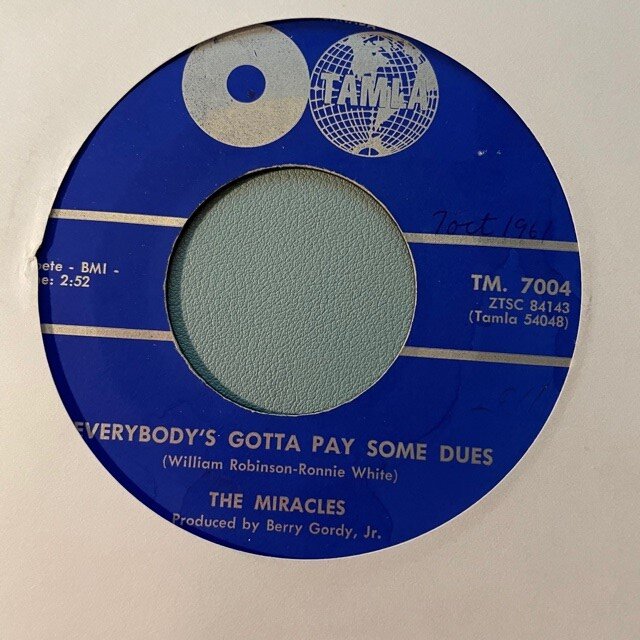 TAMLA
7 oct 1961
pete - BMI -
e: 2:52
TM. 7004
ZTSC 84143
(Tamla 54048)
EVERYBODY'S GOTTA PAY SOME DUES
(William Robinson-Ronnie White)
THE MIRACLES
Produced by Berry Gordy, Jr.